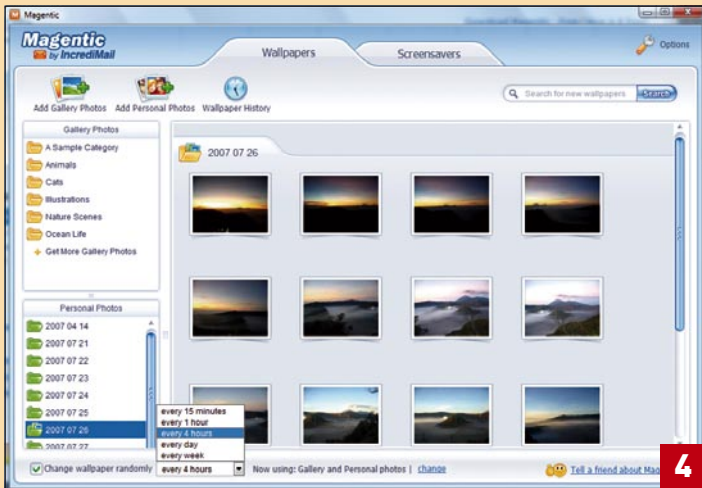 Magentic
Magentic
by IncrediMail
Wallpapers
Screensavers
Options
Add Gallery Photos
Add Personal Photos
Wallpaper History
Search for new wallpapers
Search
Gallery Photos
A Sample Category
Animals
Cats
Illustrations
Nature Scenes
Ocean Life
Get More Gallery Photos
2007 07 26
Personal Photos
2007 04 14
2007 07 21
2007 07 22
2007 07 23
2007 07 24
2007 07 25
2007 07 26
2007 07 27
every 15 minutes
every 1 hour
every 4 hours
every day
every week
Change wallpaper randomly
every 4 hours
Now using: Gallery and Personal photos | change
Tell a friend about
4